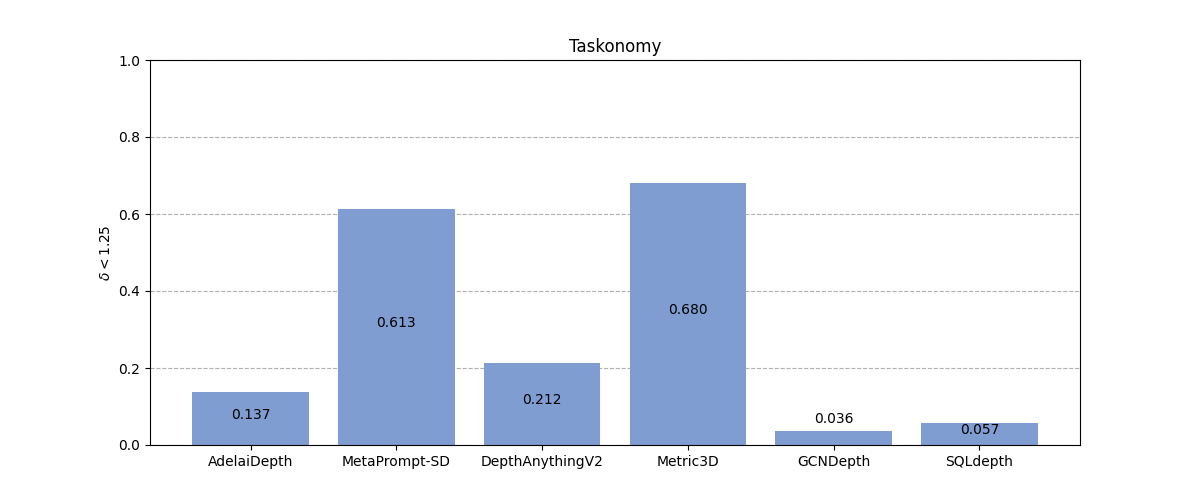 Taskonomy
δ < 1.25
1.0
0.8
0.6
0.4
0.2
0.0
0.137
0.613
0.212
0.680
0.036
0.057
AdelaiDepth
MetaPrompt-SD
DepthAnythingV2
Metric3D
GCNDepth
SQLdepth